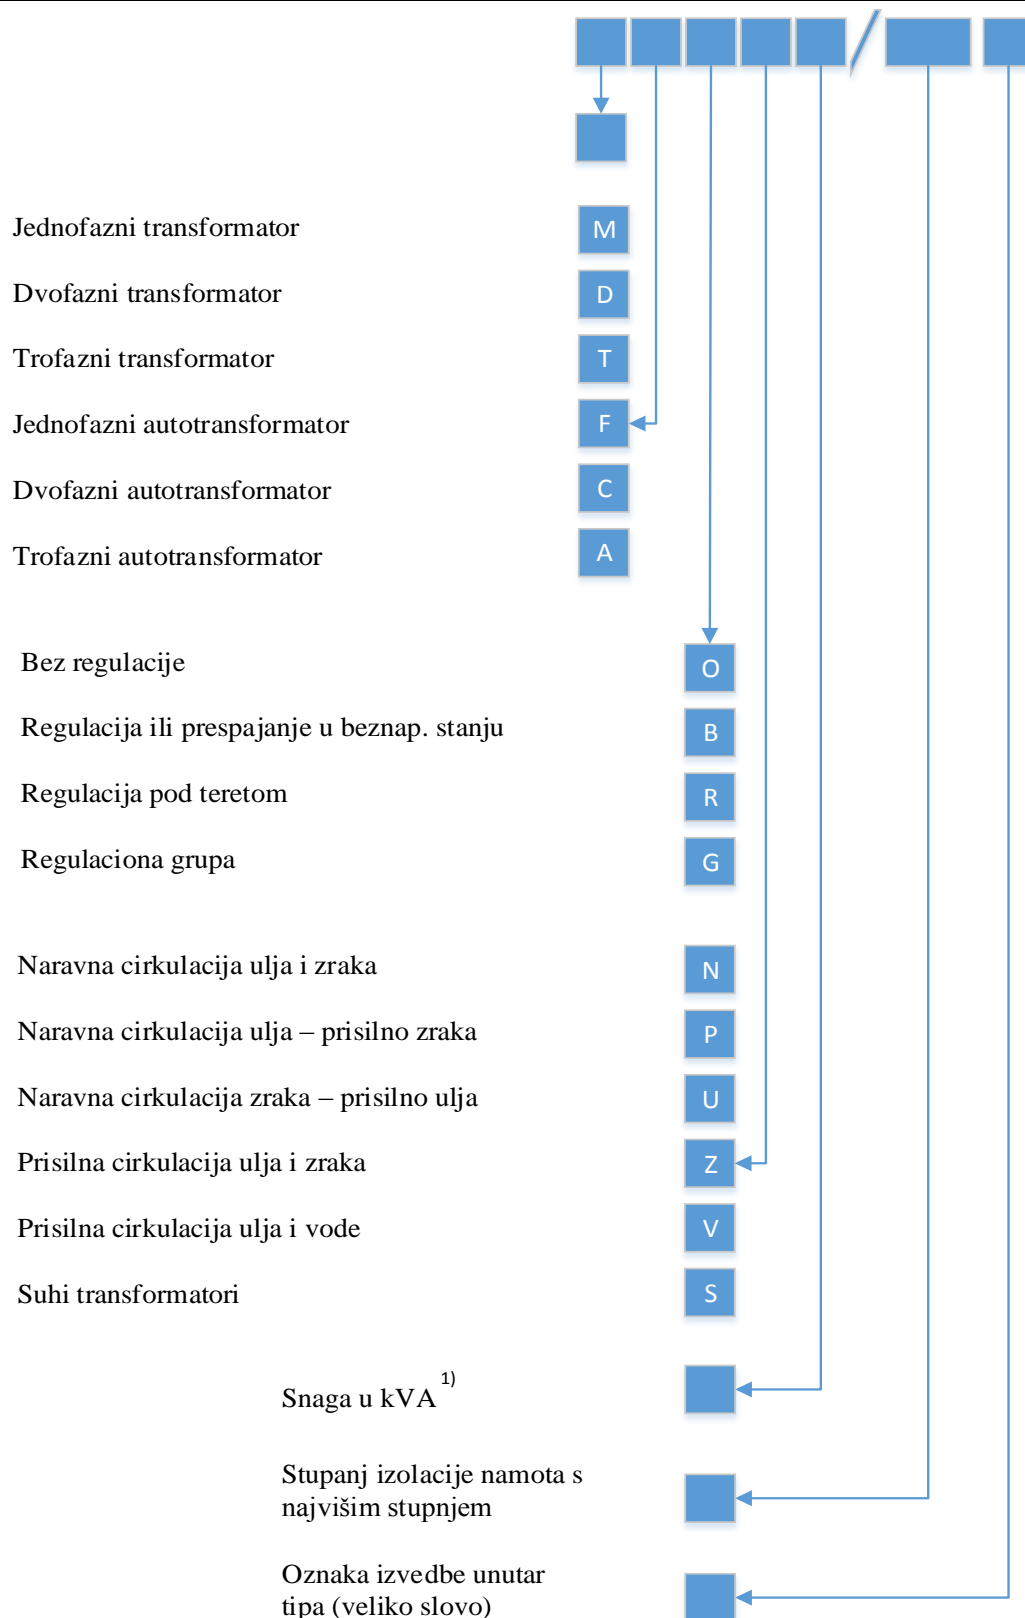 /
Jednofazni transformator M
Dvofazni transformator D
Trofazni transformator T
Jednofazni autotransformator F
Dvofazni autotransformator C
Trofazni autotransformator A
Bez regulacije O
Regulacija ili prespajanje u beznap. stanju B
Regulacija pod teretom R
Regulaciona grupa G
Naravna cirkulacija ulja i zraka N
Naravna cirkulacija ulja – prisilno zraka P
Naravna cirkulacija zraka – prisilno ulja U
Prisilna cirkulacija ulja i zraka Z
Prisilna cirkulacija ulja i vode V
Suhi transformatori S
Snaga u kVA 1)
Stupanj izolacije namota s
najvišim stupnjem
Oznaka izvedbe unutar
tipa (veliko slovo)